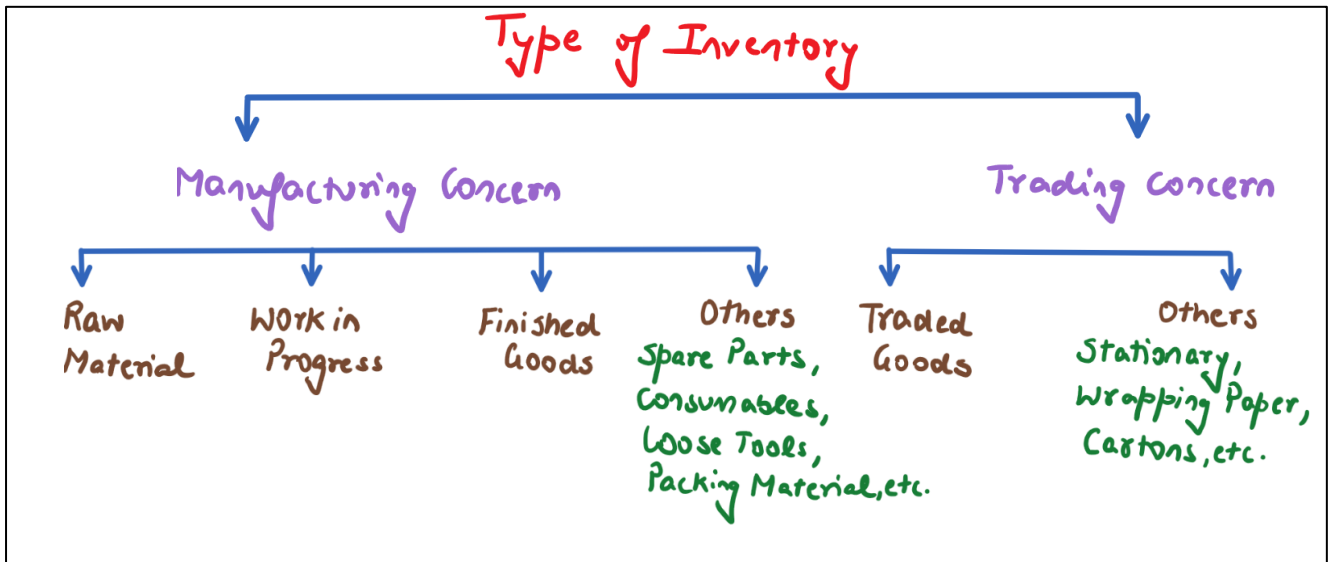 Type of Inventory
Manufacturing Concern
Trading Concern
Raw
Material
Work in
Progress
Finished
Goods
Others
Spare Parts,
Consumables,
Loose Tools,
Packing Material, etc.
Traded
Goods
Others
Stationary,
Wrapping Paper,
Cartons, etc.